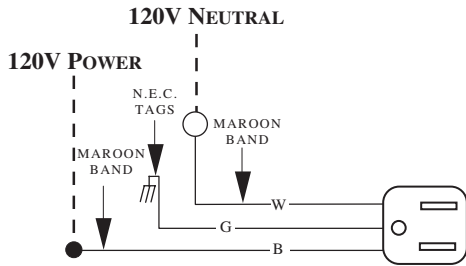 120V NEUTRAL
120V POWER
N.E.C.
TAGS
MAROON
BAND
MAROON
BAND
W
G
B